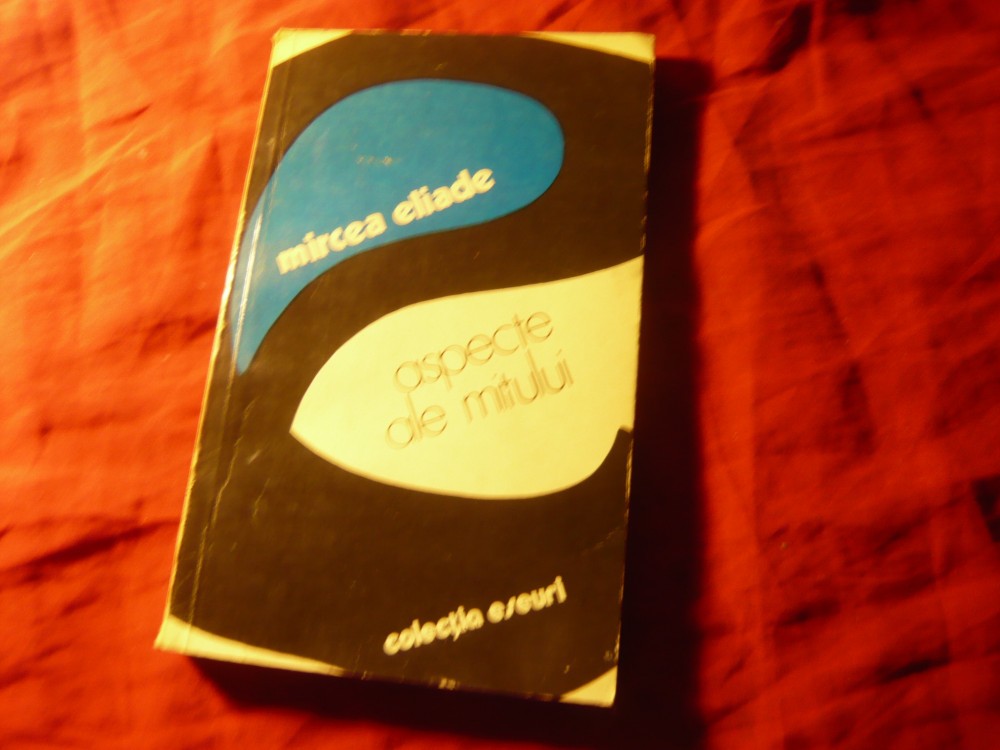 mircea eliade
aspecte
ale mitului
colecția eseuri